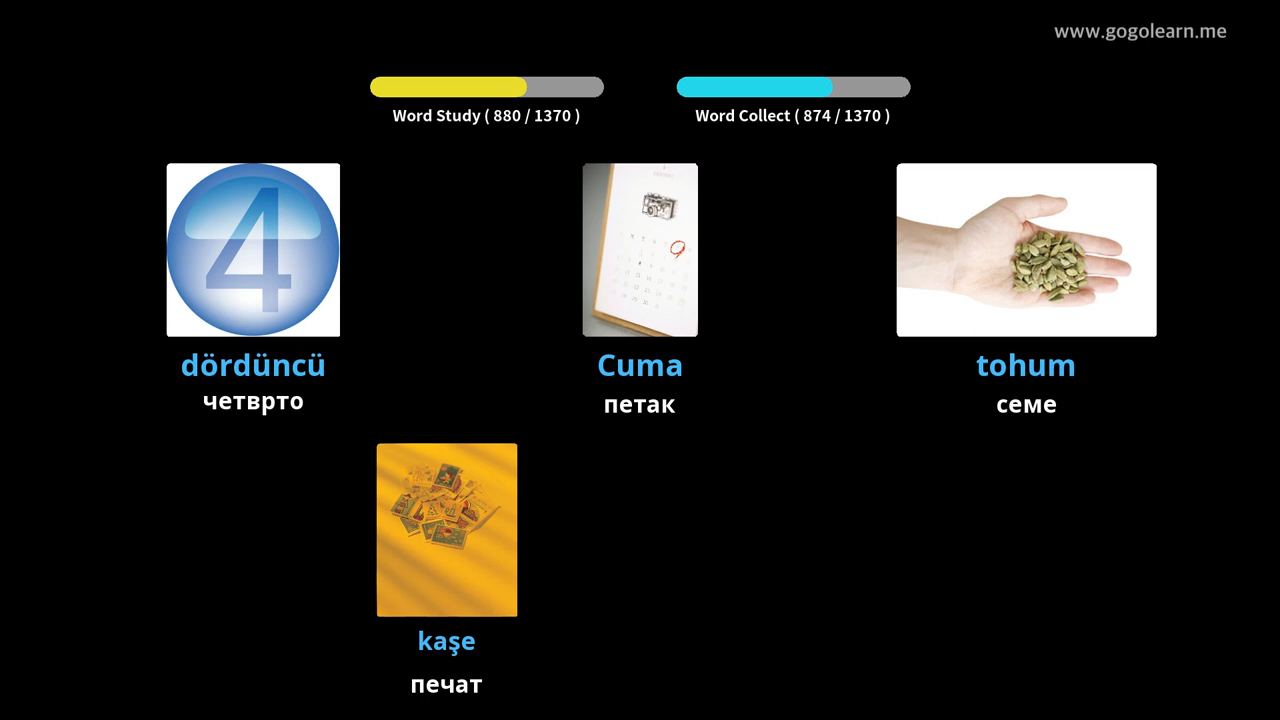 www.gogolearn.me
Word Study ( 880 / 1370 )
Word Collect ( 874 / 1370 )
4
dördüncü
четврто
Cuma
петак
tohum
семе
kaşe
печат